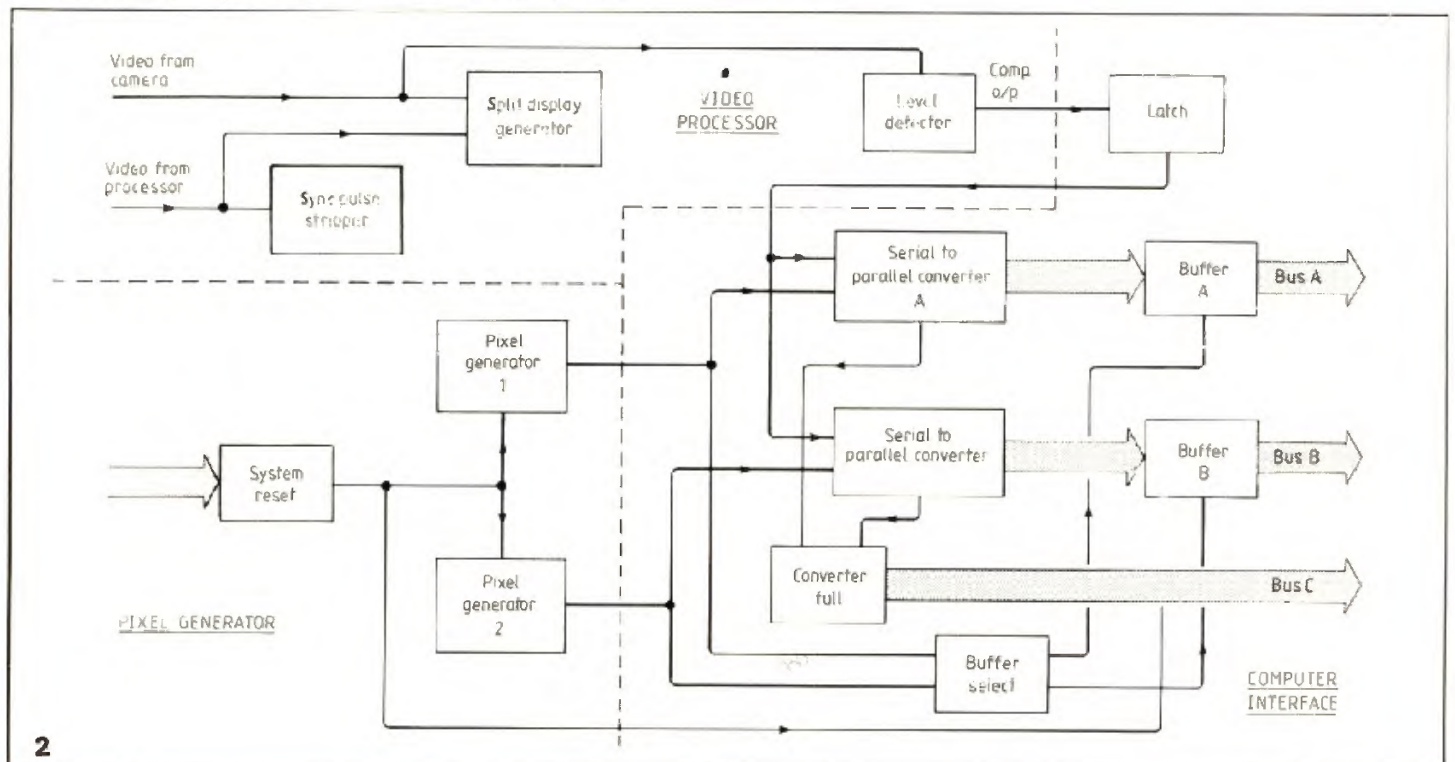 Video from
camera
Split display
generator
VIDEO
PROCESSOR
Level
detector
Comp.
o/p
Latch
Video from
processor
Sync pulse
stripper
Serial to
parallel converter
A
Buffer
A
Bus A
Pixel
generator
1
Serial to
parallel converter
Buffer
B
Bus B
System
reset
Pixel
generator
2
Converter
full
Bus C
PIXEL GENERATOR
Buffer
select
COMPUTER
INTERFACE
2